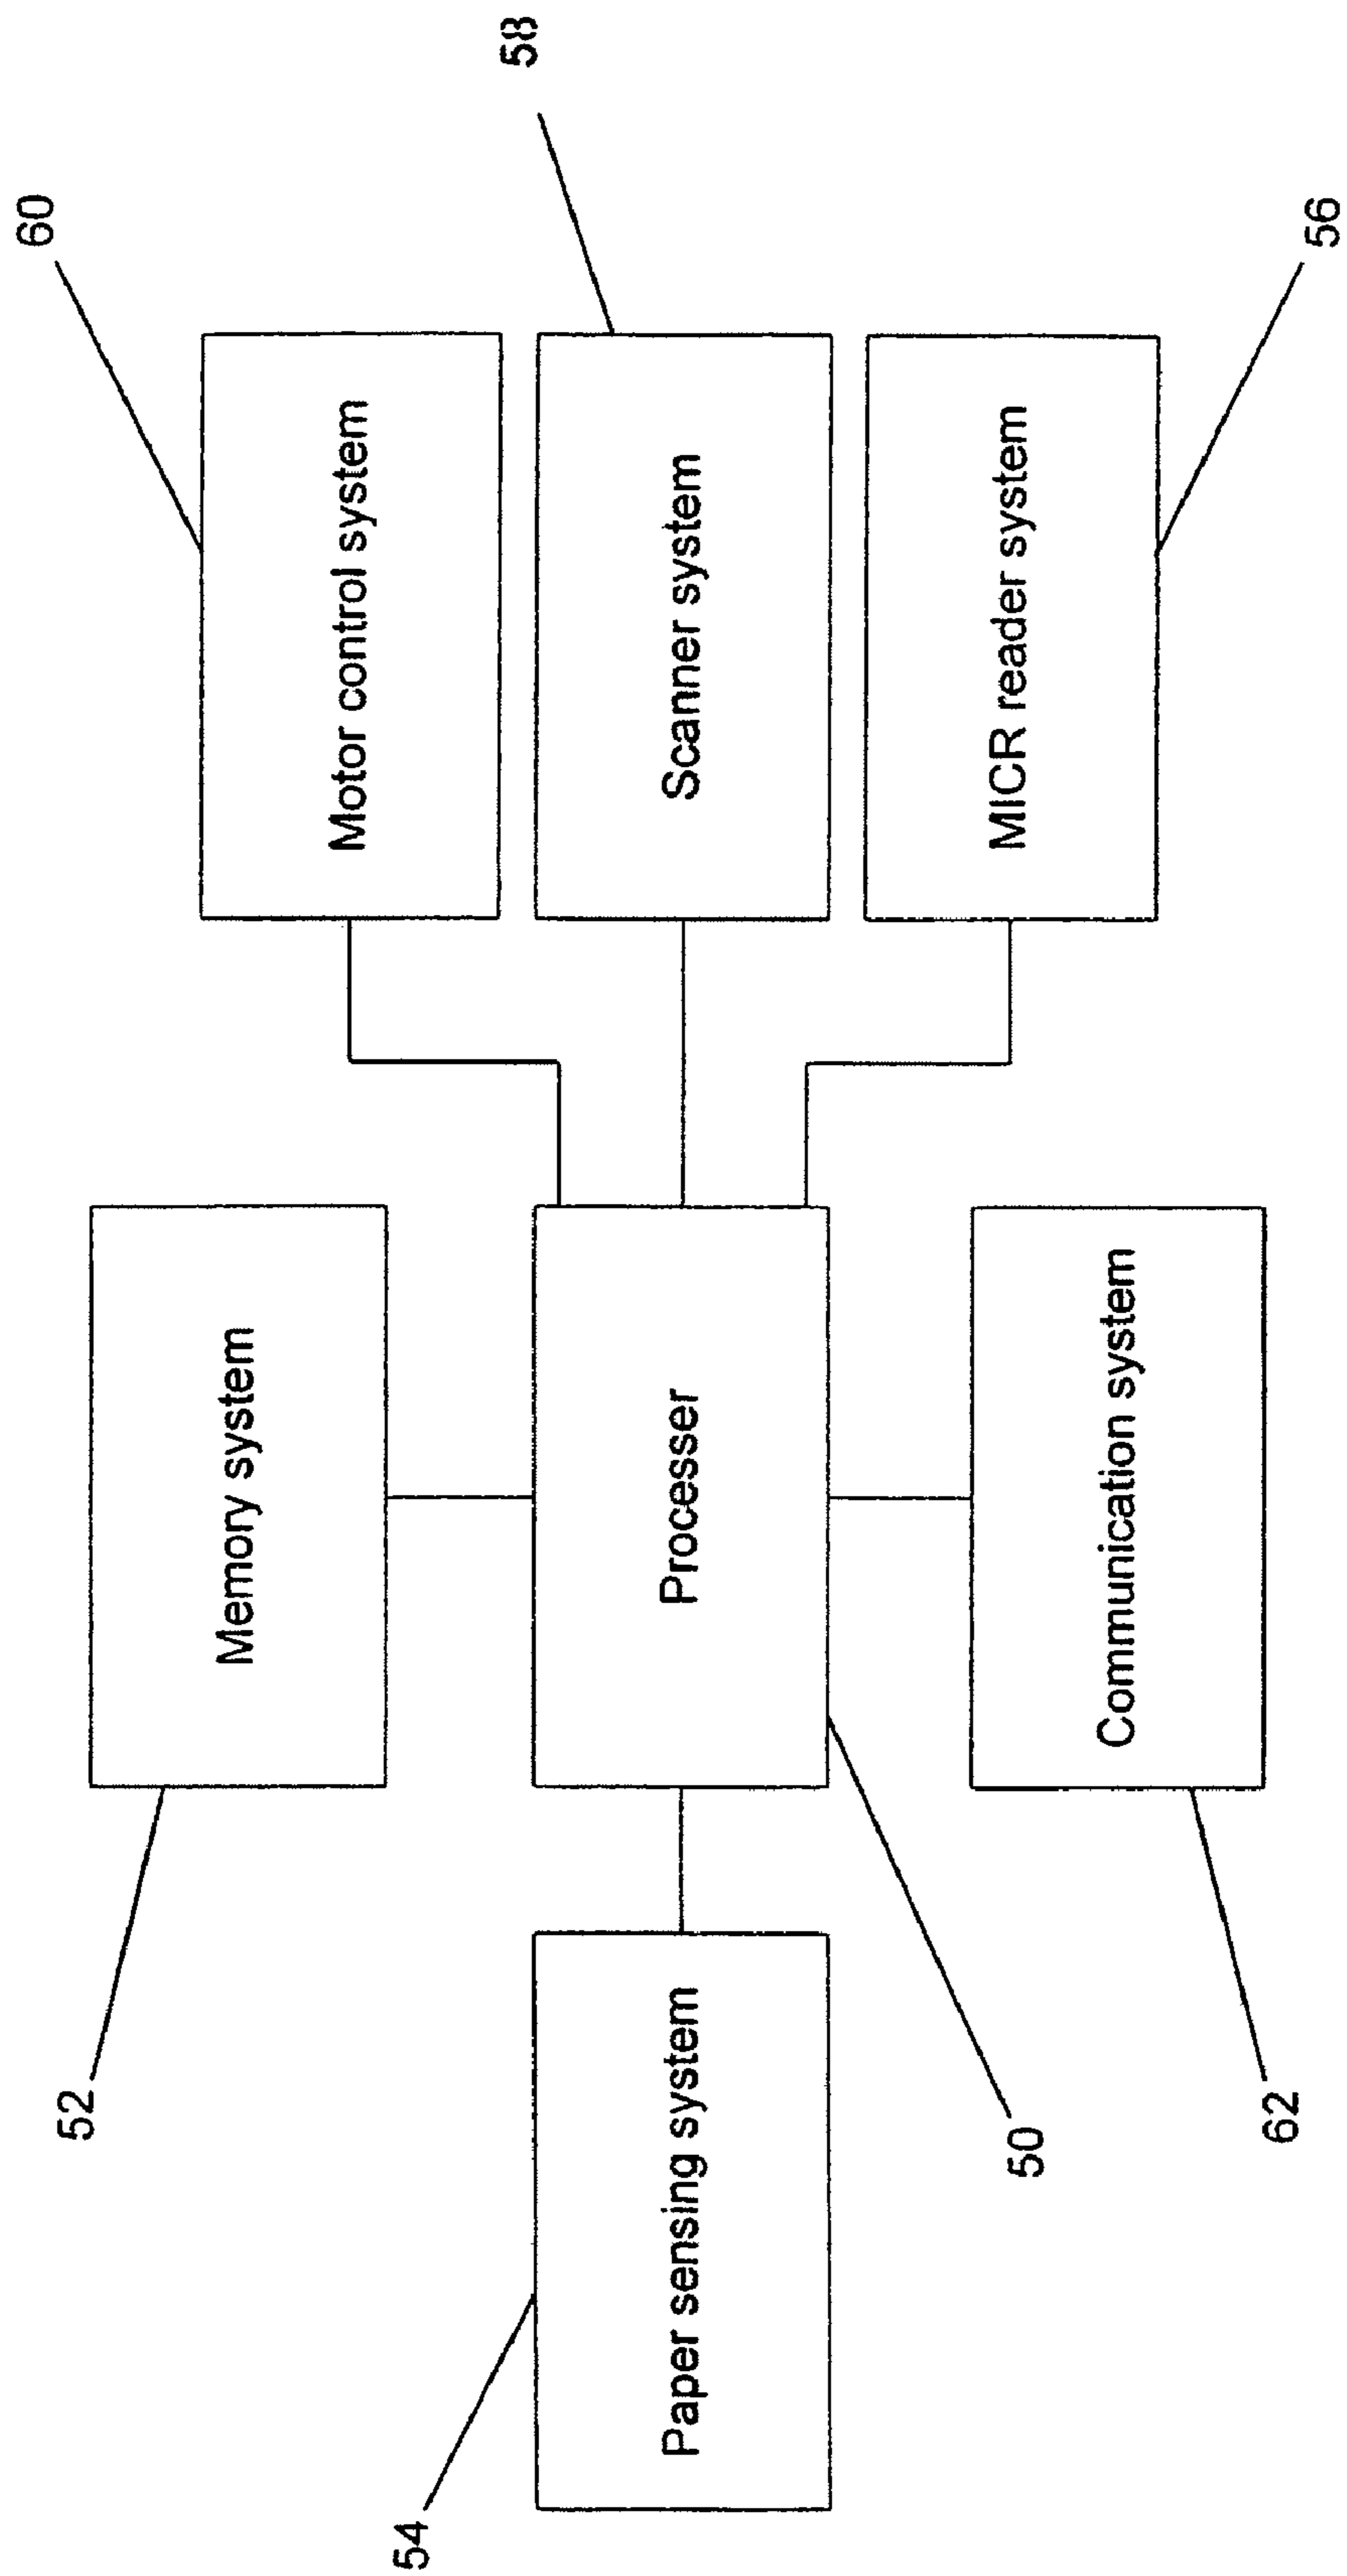 60
58
Motor control system
Scanner system
MICR reader system
56
Memory system
Processer
Communication system
52
Paper sensing system
50
62
54